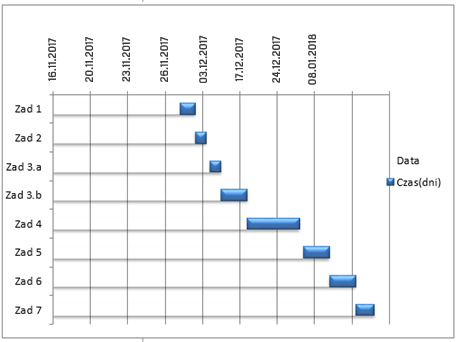 16.11.2017
20.11.2017
23.11.2017
26.11.2017
03.12.2017
17.12.2017
24.12.2017
08.01.2018
Zad 1
Zad 2
Zad 3.a
Zad 3.b
Zad 4
Zad 5
Zad 6
Zad 7
Data
Czas(dni)